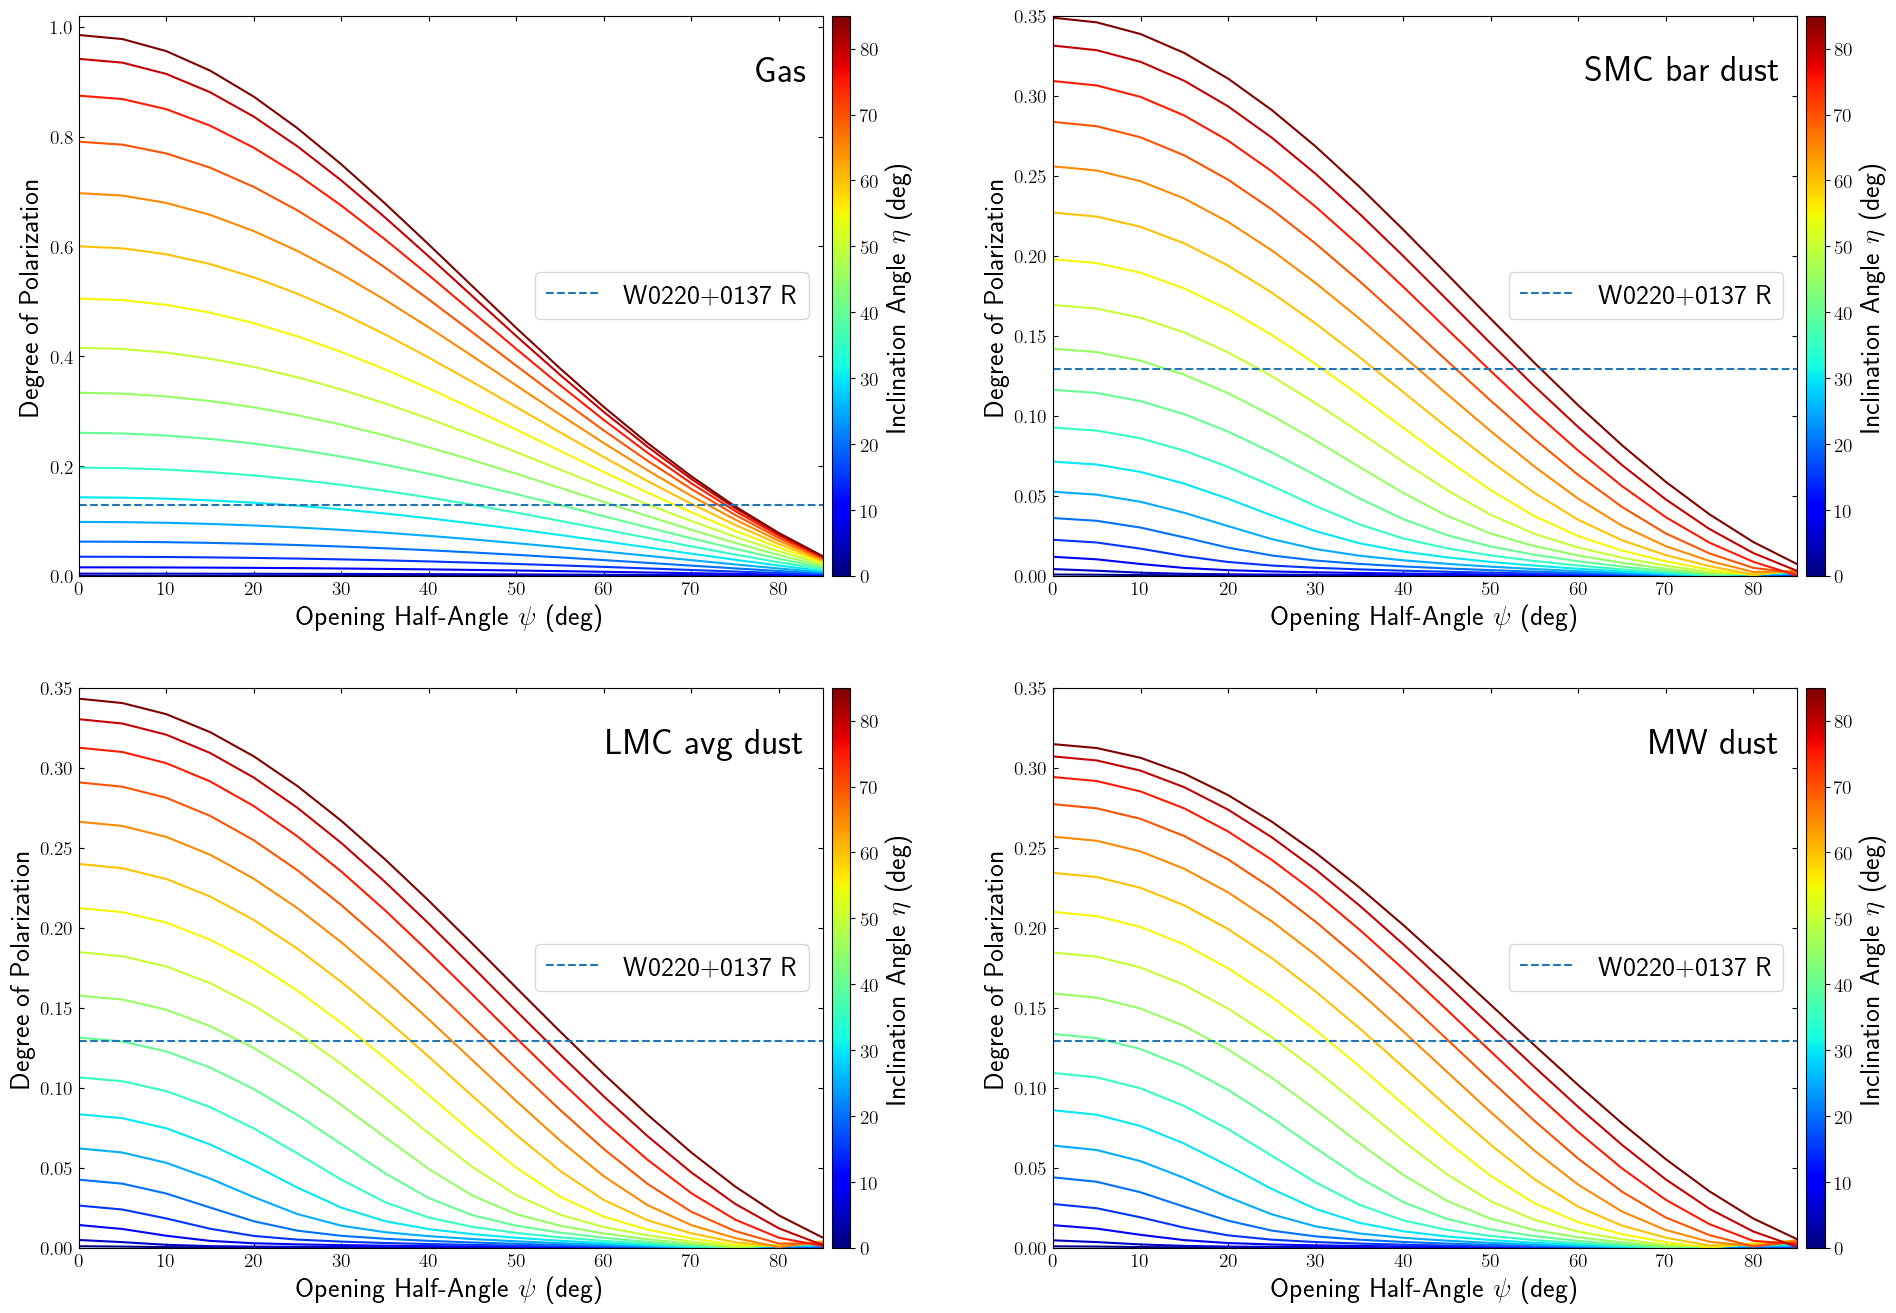 Gas
W0220+0137 R
Degree of Polarization
1.0
0.8
0.6
0.4
0.2
0.0
0 10 20 30 40 50 60 70 80
Opening Half-Angle ψ (deg)
80
70
60
50
40
30
20
10
0
Inclination Angle η (deg)
SMC bar dust
W0220+0137 R
Degree of Polarization
0.35
0.30
0.25
0.20
0.15
0.10
0.05
0.00
0 10 20 30 40 50 60 70 80
Opening Half-Angle ψ (deg)
80
70
60
50
40
30
20
10
0
Inclination Angle η (deg)
LMC avg dust
W0220+0137 R
Degree of Polarization
0.35
0.30
0.25
0.20
0.15
0.10
0.05
0.00
0 10 20 30 40 50 60 70 80
Opening Half-Angle ψ (deg)
80
70
60
50
40
30
20
10
0
Inclination Angle η (deg)
MW dust
W0220+0137 R
Degree of Polarization
0.35
0.30
0.25
0.20
0.15
0.10
0.05
0.00
0 10 20 30 40 50 60 70 80
Opening Half-Angle ψ (deg)
80
70
60
50
40
30
20
10
0
Inclination Angle η (deg)